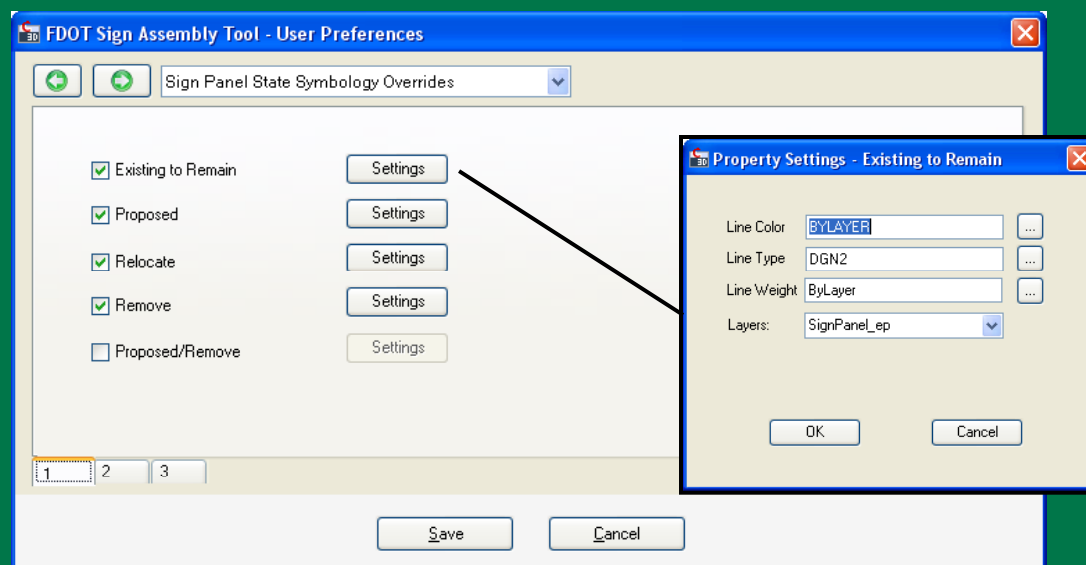 FDOT Sign Assembly Tool - User Preferences
Sign Panel State Symbology Overrides
Existing to Remain Settings
Proposed Settings
Relocate Settings
Remove Settings
Proposed/Remove Settings
1 2 3
Save Cancel
Property Settings - Existing to Remain
Line Color BYLAYER ...
Line Type DGN2 ...
Line Weight ByLayer ...
Layers: SignPanel_ep
OK Cancel